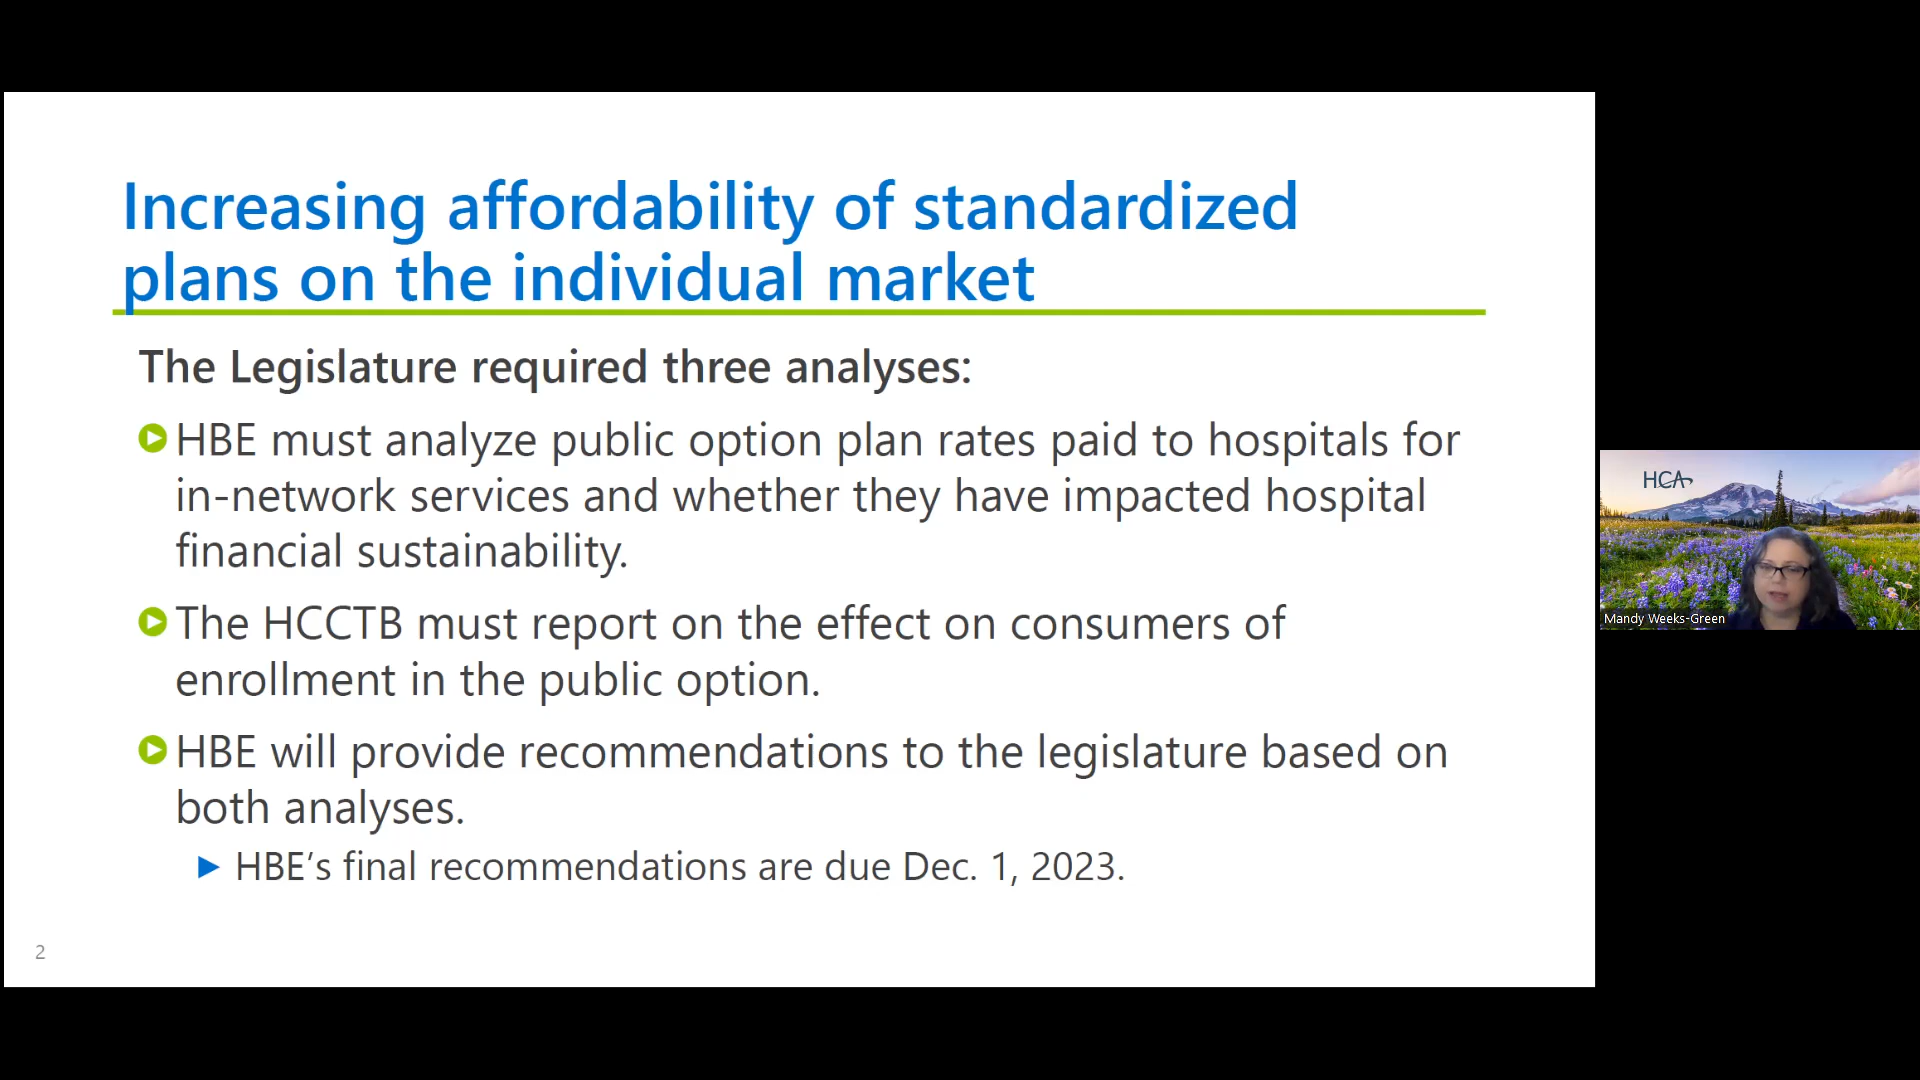 Increasing affordability of standardized
plans on the individual market
The Legislature required three analyses:
HBE must analyze public option plan rates paid to hospitals for
in-network services and whether they have impacted hospital
financial sustainability.
The HCCTB must report on the effect on consumers of
enrollment in the public option.
HBE will provide recommendations to the legislature based on
both analyses.
HBE’s final recommendations are due Dec. 1, 2023.
2
HCA
Mandy Weeks-Green